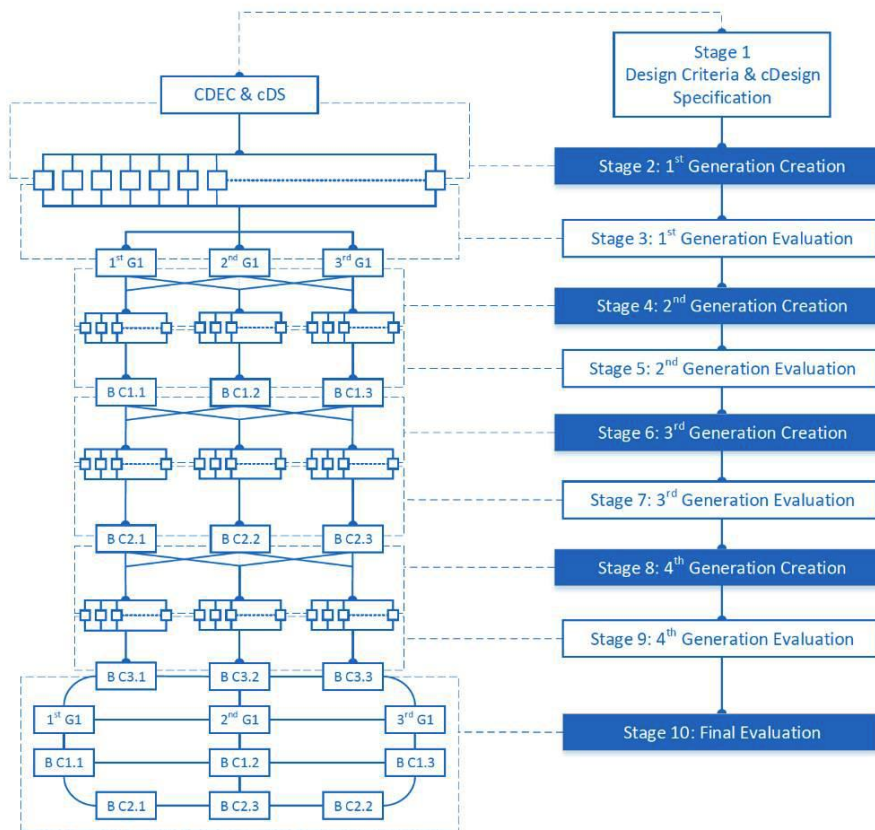 Stage 1
Design Criteria & cDesign
Specification
CDEC & cDS
Stage 2: 1st Generation Creation
Stage 3: 1st Generation Evaluation
1st G1
2nd G1
3rd G1
Stage 4: 2nd Generation Creation
Stage 5: 2nd Generation Evaluation
B C1.1
B C1.2
B C1.3
Stage 6: 3rd Generation Creation
Stage 7: 3rd Generation Evaluation
B C2.1
B C2.2
B C2.3
Stage 8: 4th Generation Creation
Stage 9: 4th Generation Evaluation
B C3.1
B C3.2
B C3.3
1st G1
2nd G1
3rd G1
Stage 10: Final Evaluation
B C1.1
B C1.2
B C1.3
B C2.1
B C2.3
B C2.2